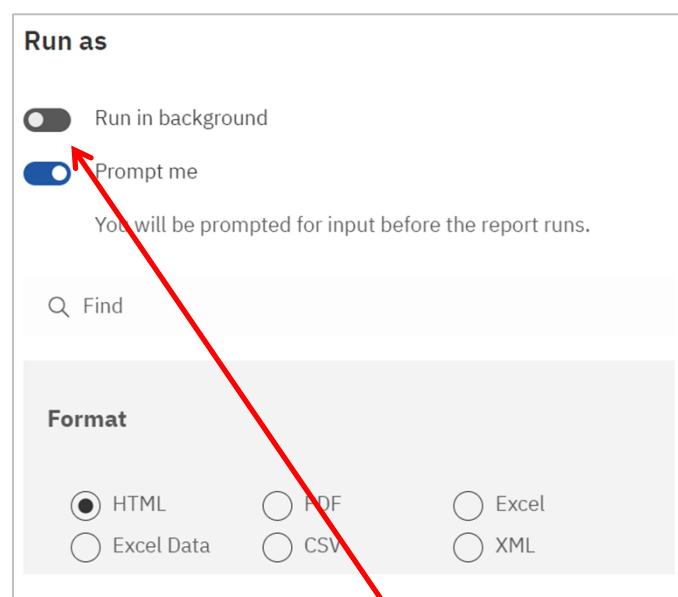 Run as
Run in background
Prompt me
You will be prompted for input before the report runs.
Find
Format
HTML PDF Excel
Excel Data CSV XML